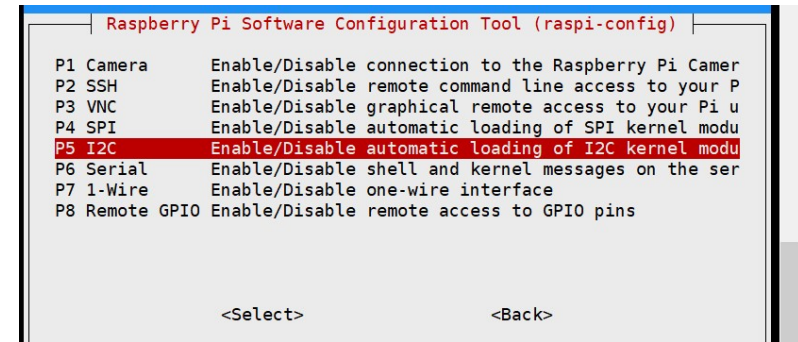 Raspberry Pi Software Configuration Tool (raspi-config)
P1 Camera Enable/Disable connection to the Raspberry Pi Camer
P2 SSH Enable/Disable remote command line access to your P
P3 VNC Enable/Disable graphical remote access to your Pi u
P4 SPI Enable/Disable automatic loading of SPI kernel modu
P5 I2C Enable/Disable automatic loading of I2C kernel modu
P6 Serial Enable/Disable shell and kernel messages on the ser
P7 1-Wire Enable/Disable one-wire interface
P8 Remote GPIO Enable/Disable remote access to GPIO pins
<Select> <Back>